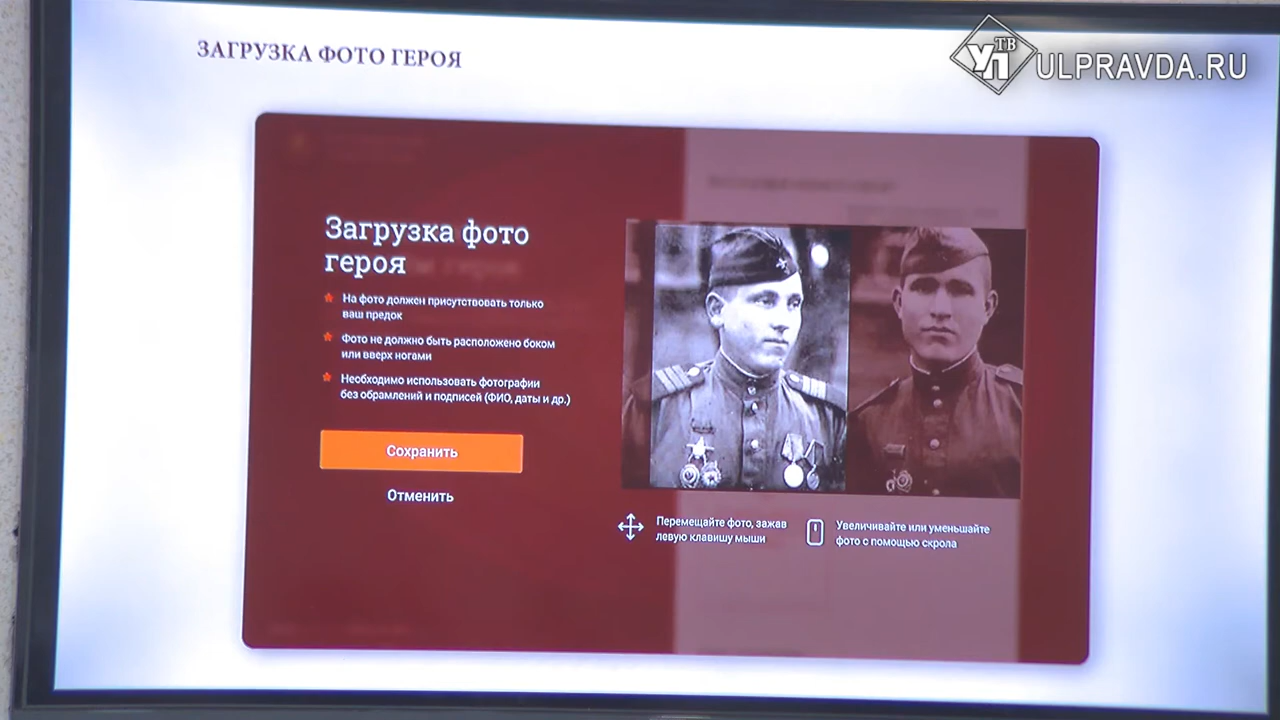 ЗАГРУЗКА ФОТО ГЕРОЯ
УП ТВ
ULPRAVDA.RU
Загрузка фото
героя
На фото должен присутствовать только
ваш предок
Фото не должно быть расположено боком
или вверх ногами
Необходимо использовать фотографии
без обрамлений и подписей (ФИО, даты и др.)
Сохранить
Отменить
Перемещайте фото, зажав
левую клавишу мыши
Увеличивайте или уменьшайте
фото с помощью скрола